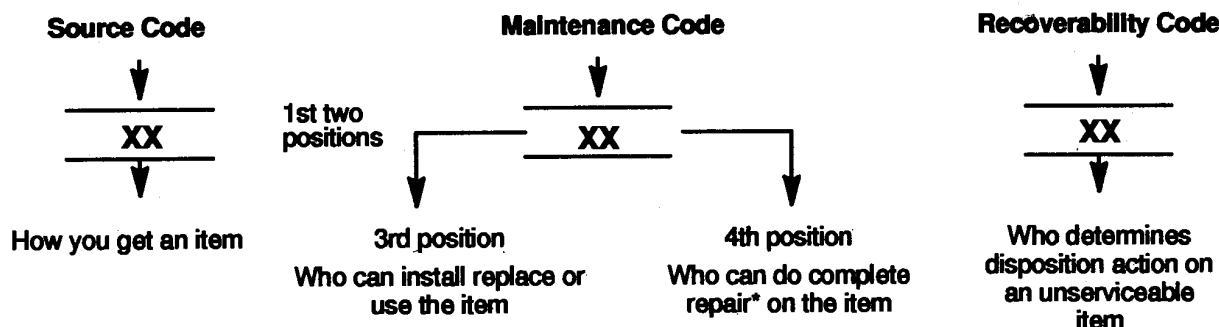 Source Code
Maintenance Code
Recoverability Code
XX
1st two
positions
XX
XX
How you get an item
3rd position
Who can install replace or
use the item
4th position
Who can do complete
repair* on the item
Who determines
disposition action on
an unserviceable
item